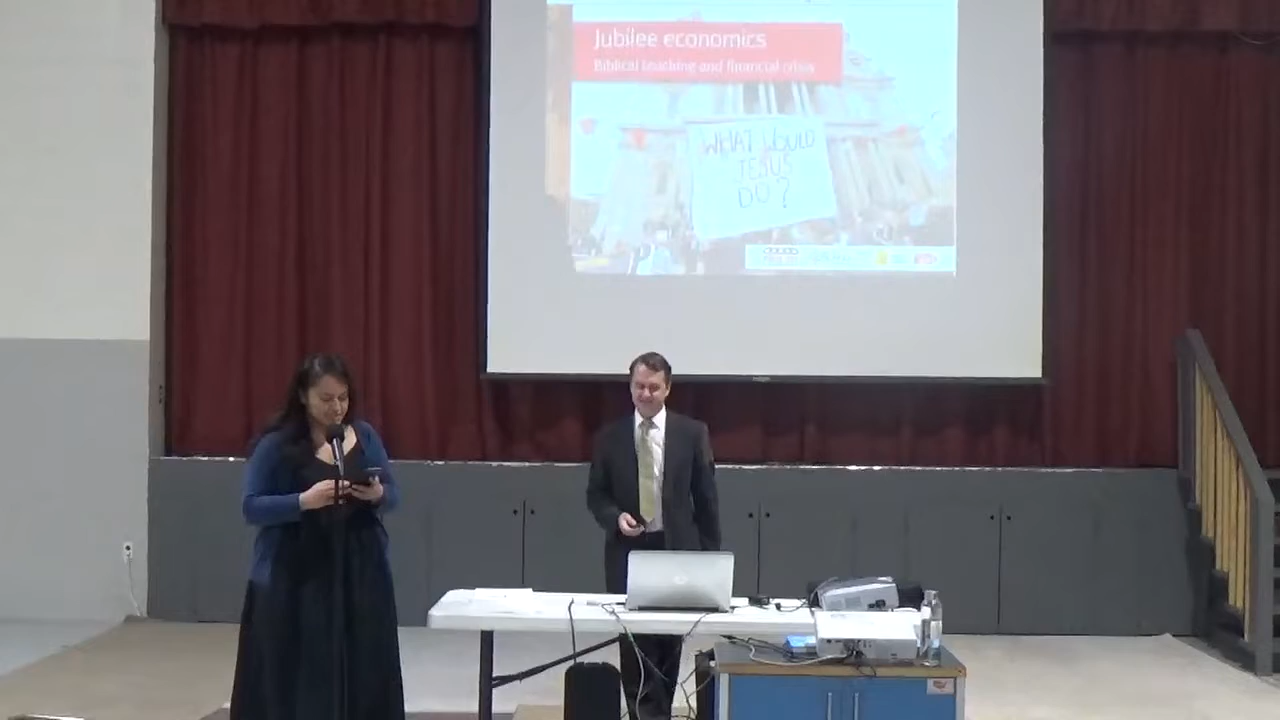 Jubilee economics
Biblical teaching and financial crisis
WHAT WOULD
JESUS
DO?